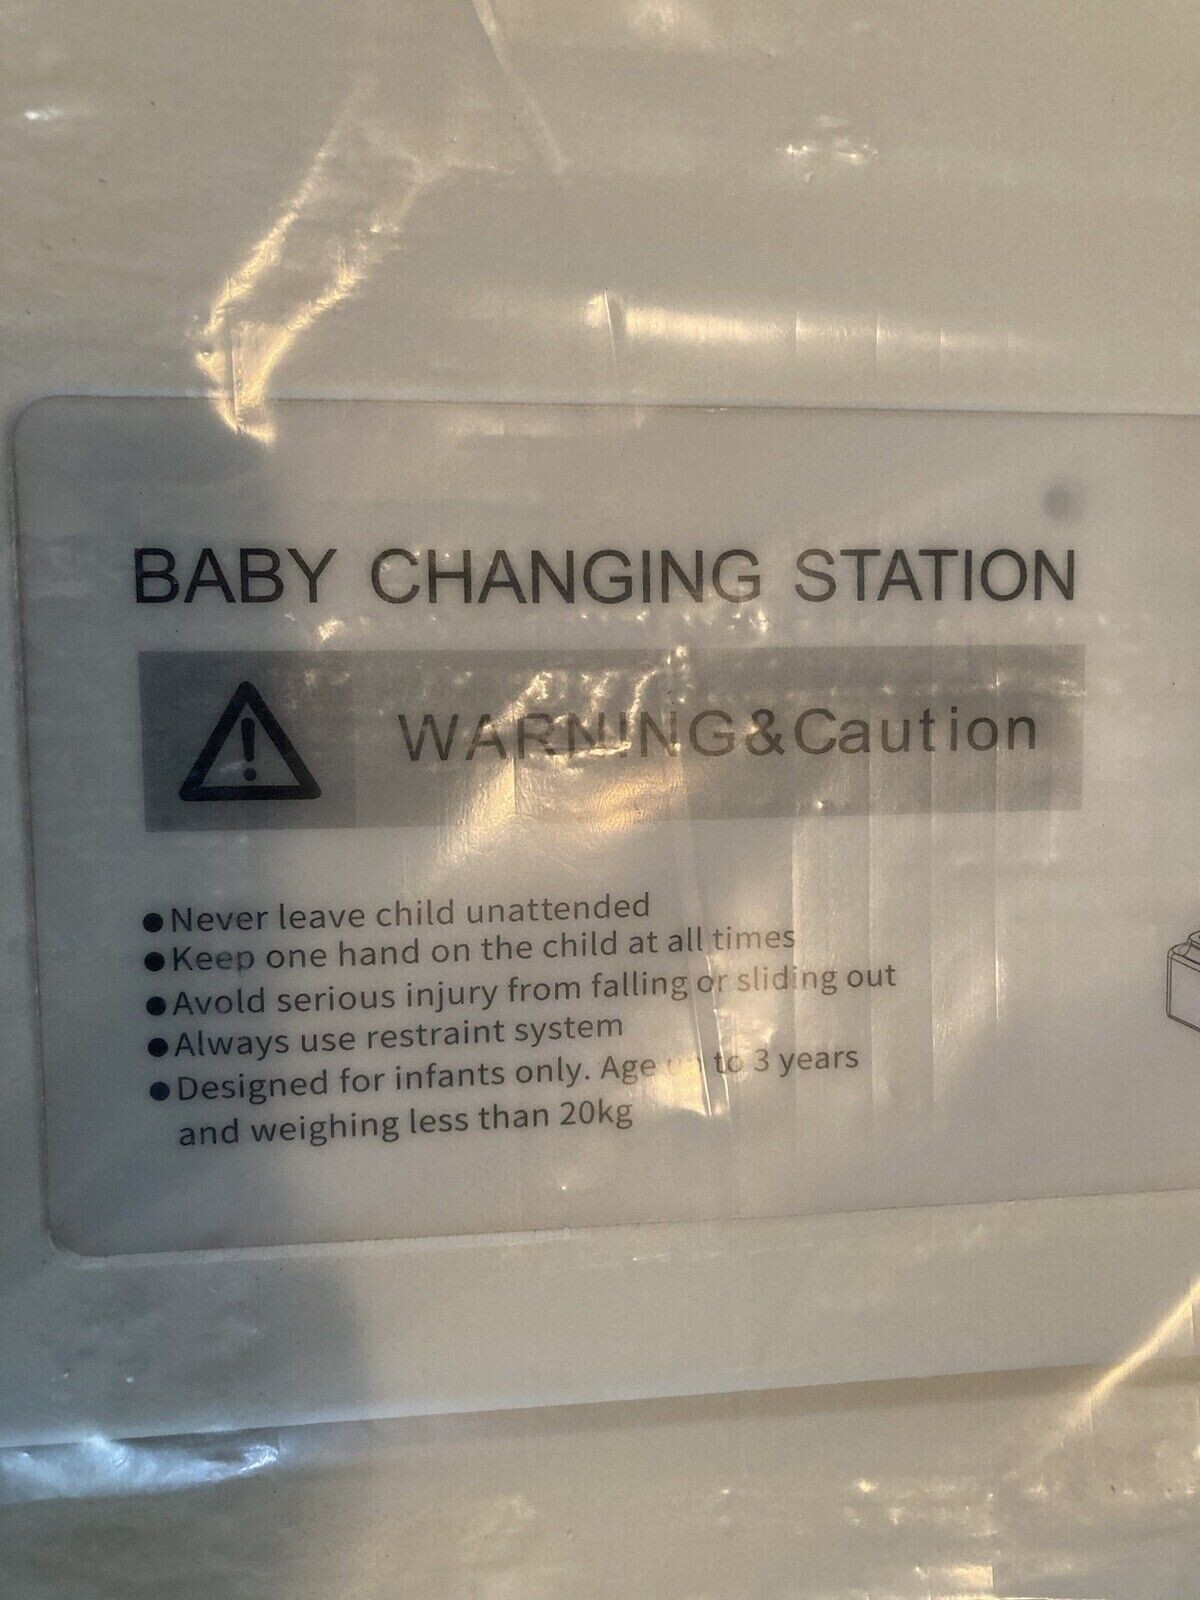 BABY CHANGING STATION
WARNING&Caution
●Never leave child unattended
●Keep one hand on the child at all times
●Avold serious injury from falling or sliding out
●Always use restraint system
●Designed for infants only. Age up to 3 years
and weighing less than 20kg